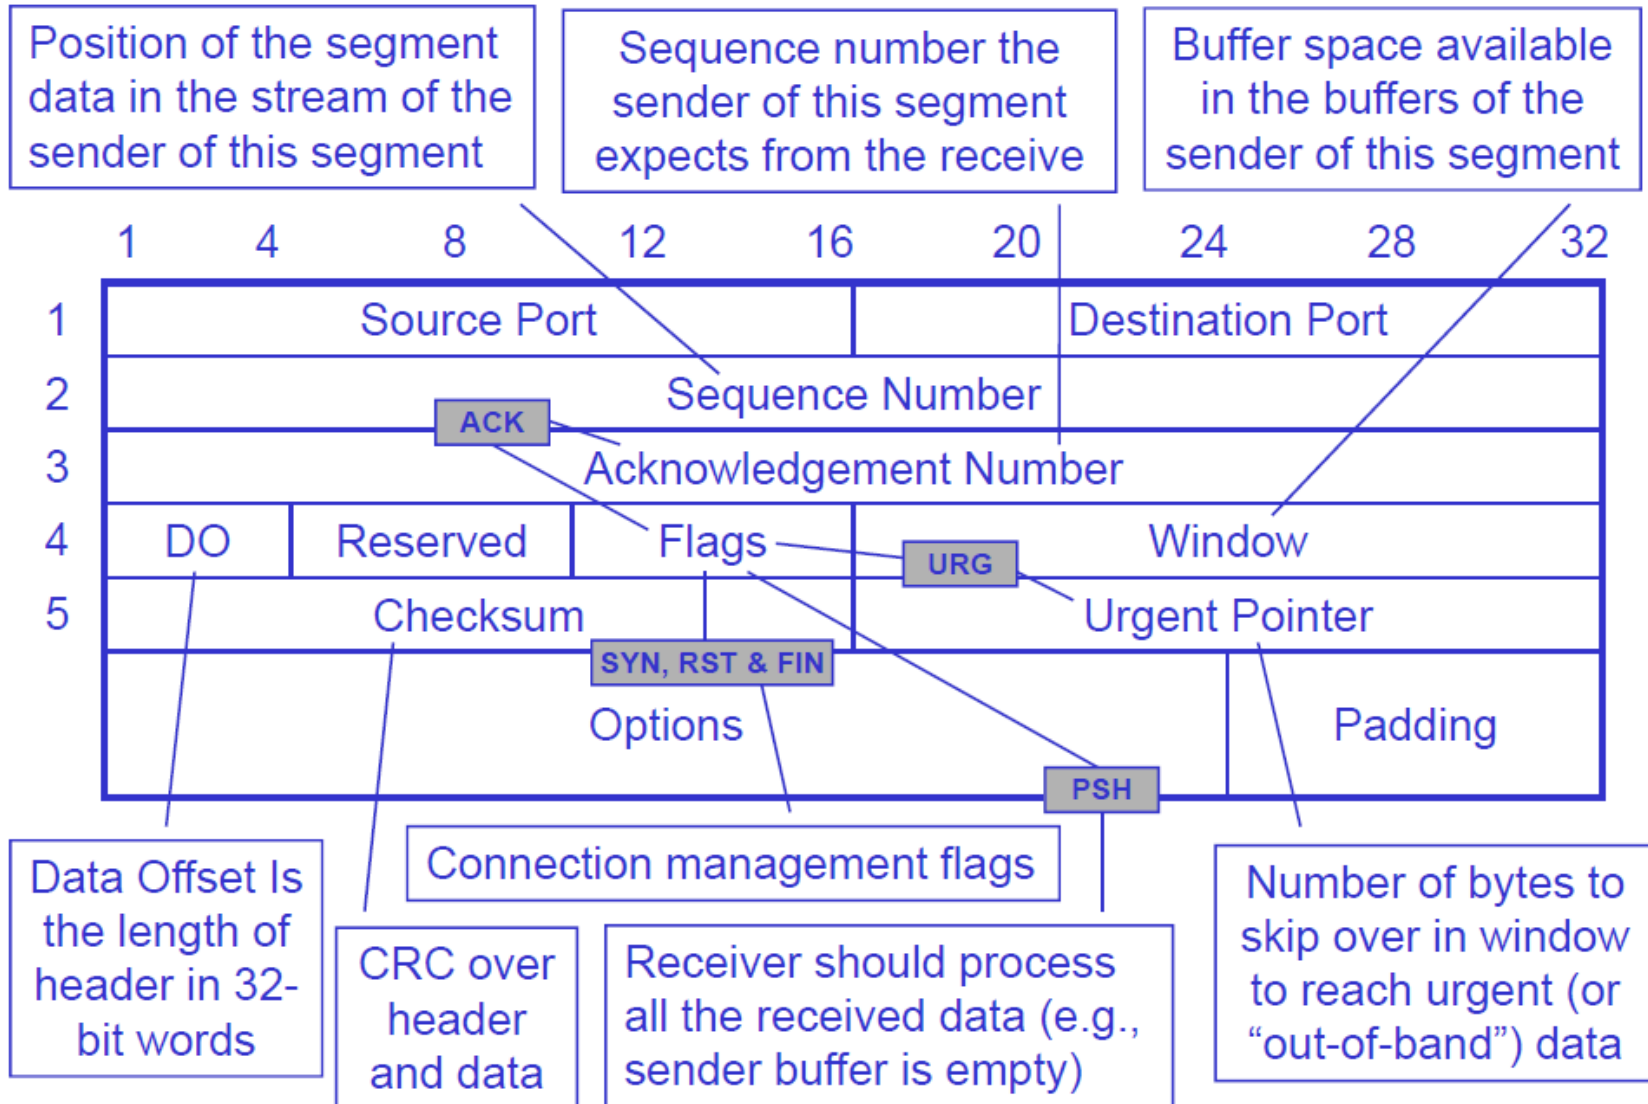 Position of the segment
data in the stream of the
sender of this segment
Sequence number the
sender of this segment
expects from the receive
Buffer space available
in the buffers of the
sender of this segment
1 4 8 12 16 20 24 28 32
1 Source Port Destination Port
2 Sequence Number
ACK
3 Acknowledgement Number
4 DO Reserved Flags Window
URG
5 Checksum Urgent Pointer
SYN, RST & FIN
Options Padding
PSH
Data Offset Is
the length of
header in 32-
bit words
CRC over
header
and data
Connection management flags
Receiver should process
all the received data (e.g.,
sender buffer is empty)
Number of bytes to
skip over in window
to reach urgent (or
“out-of-band”) data